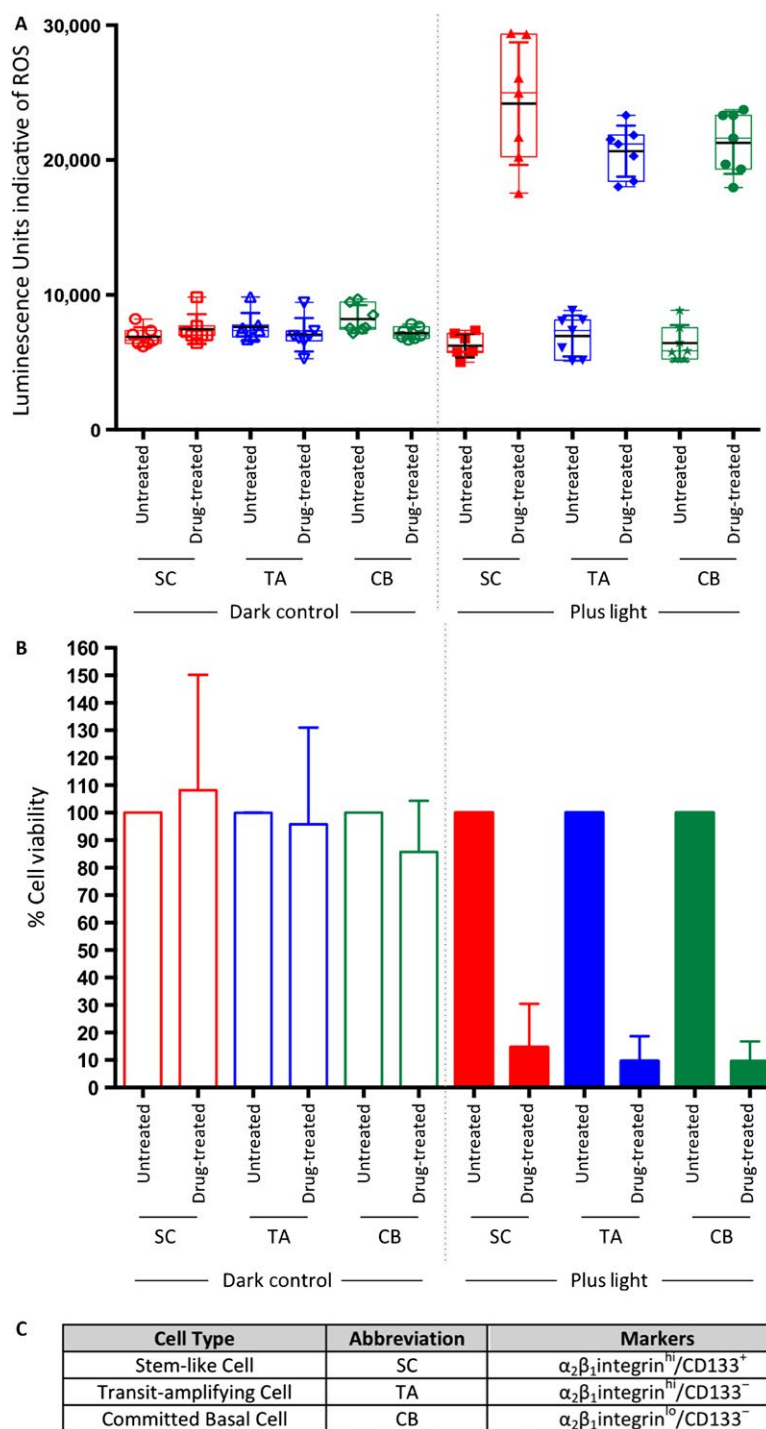 A
Luminescence Units indicative of ROS
30,000
20,000
10,000
0
Untreated
Drug-treated
Untreated
Drug-treated
Untreated
Drug-treated
Untreated
Drug-treated
Untreated
Drug-treated
Untreated
Drug-treated
SC TA CB SC TA CB
Dark control Plus light
B
% Cell viability
160
150
140
130
120
110
100
90
80
70
60
50
40
30
20
10
0
Untreated
Drug-treated
Untreated
Drug-treated
Untreated
Drug-treated
Untreated
Drug-treated
Untreated
Drug-treated
Untreated
Drug-treated
SC TA CB SC TA CB
Dark control Plus light
C
Cell Type Abbreviation Markers
Stem-like Cell SC α₂β₁integrinʰⁱ/CD133⁺
Transit-amplifying Cell TA α₂β₁integrinʰⁱ/CD133⁻
Committed Basal Cell CB α₂β₁integrinˡᵒ/CD133⁻